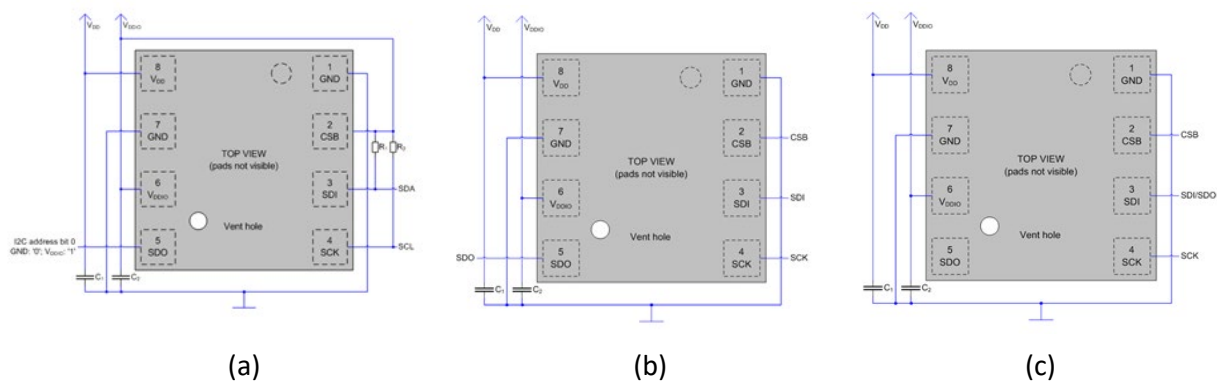 VDD VDDIO
8 VDD
1 GND
7 GND
2 CSB
R1 R2
TOP VIEW
(pads not visible)
6 VDDIO
3 SDI
SDA
Vent hole
I2C address bit 0
GND: '0'; VDDIO: '1'
5 SDO
4 SCK
SCL
C1 C2
(a)
VDD VDDIO
8 VDD
1 GND
7 GND
2 CSB
CSB
TOP VIEW
(pads not visible)
6 VDDIO
3 SDI
SDI
Vent hole
SDO
5 SDO
4 SCK
SCK
C1 C2
(b)
VDD VDDIO
8 VDD
1 GND
7 GND
2 CSB
CSB
TOP VIEW
(pads not visible)
6 VDDIO
3 SDI
SDI/SDO
Vent hole
5 SDO
4 SCK
SCK
C1 C2
(c)